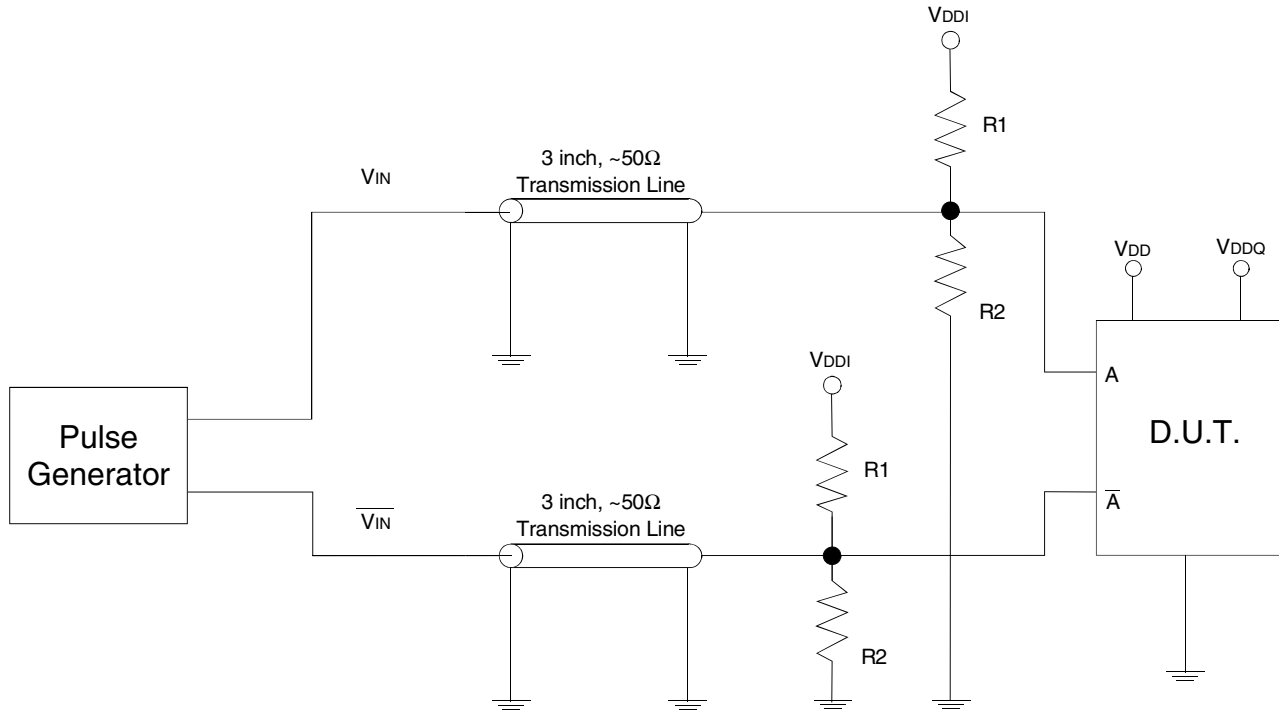 VDDI
R1
3 inch, ~50Ω
Transmission Line
VIN
R2
VDD
VDDQ
VDDI
A
Pulse
Generator
D.U.T.
R1
3 inch, ~50Ω
Transmission Line
V̅I̅N̅
A̅
R2